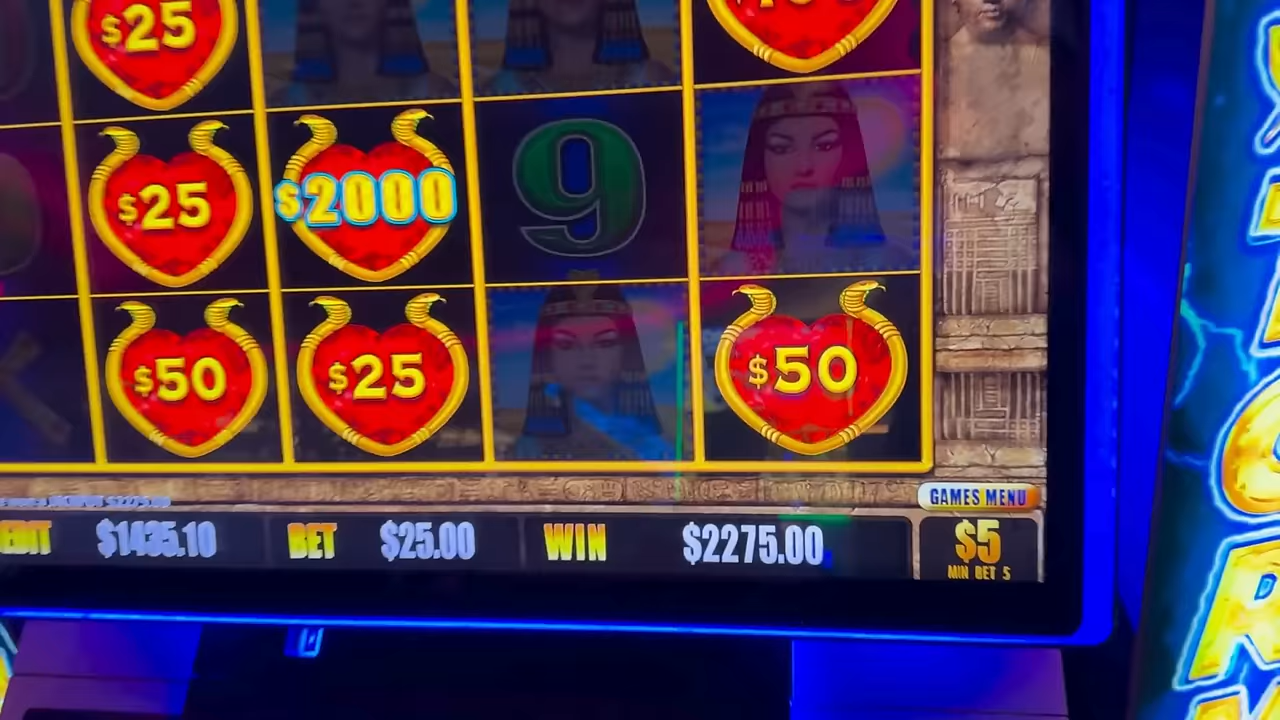 $25
$25
$2000
9
$50
$25
$50
GAMES MENU
$1435.10
BET
$25.00
WIN
$2275.00
$5
MIN BET 5